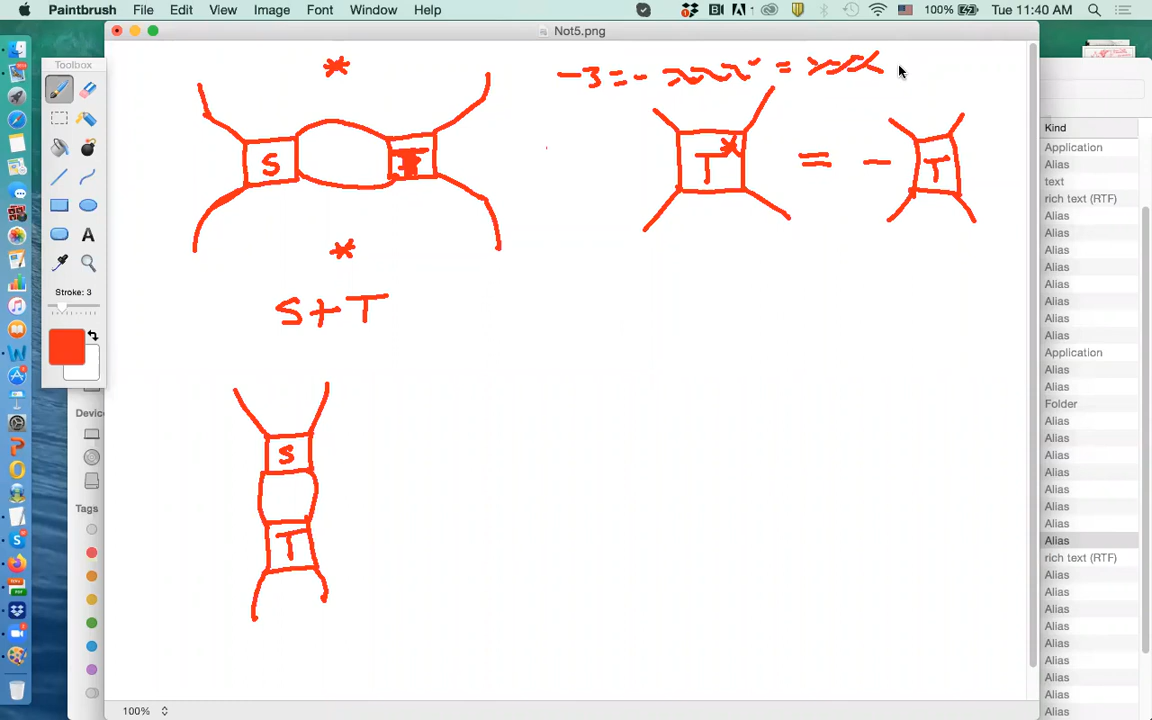 Paintbrush File Edit View Image Font Window Help 100% Tue 11:40 AM
Not5.png
Toolbox
Stroke: 3
* -3 = - =
S T T* = - T
*
S+T
S
T
Kind
Application
Alias
text
rich text (RTF)
Alias
Alias
Alias
Alias
Alias
Alias
Alias
Alias
Application
Alias
Alias
Folder
Alias
Alias
Alias
Alias
Alias
Alias
Alias
Alias
rich text (RTF)
Alias
Alias
Alias
Alias
Alias
Alias
Alias
Alias
Alias
Device
Tags
100%